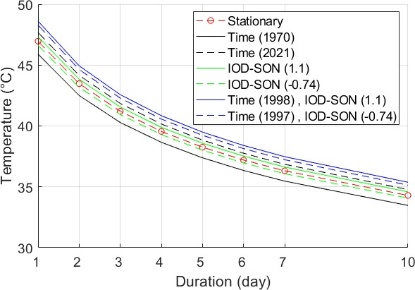 50
45
40
35
30
Temperature (°C)
Stationary
Time (1970)
Time (2021)
IOD-SON (1.1)
IOD-SON (-0.74)
Time (1998) , IOD-SON (1.1)
Time (1997) , IOD-SON (-0.74)
1 2 3 4 5 6 7 10
Duration (day)